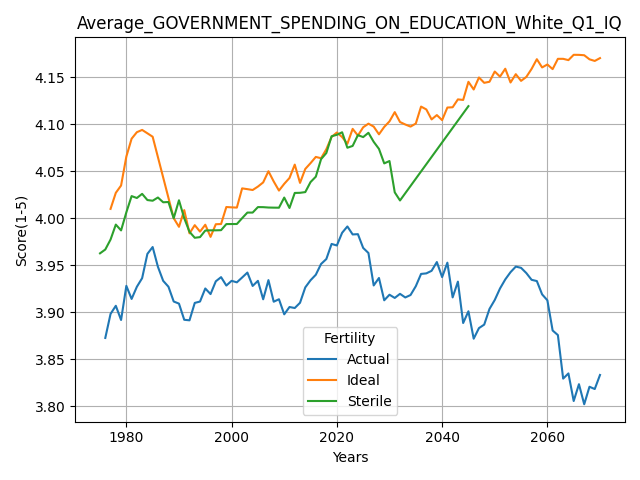 Average_GOVERNMENT_SPENDING_ON_EDUCATION_White_Q1_IQ
Score(1-5)
4.15
4.10
4.05
4.00
3.95
3.90
3.85
3.80
Fertility
Actual
Ideal
Sterile
1980
2000
2020
2040
2060
Years